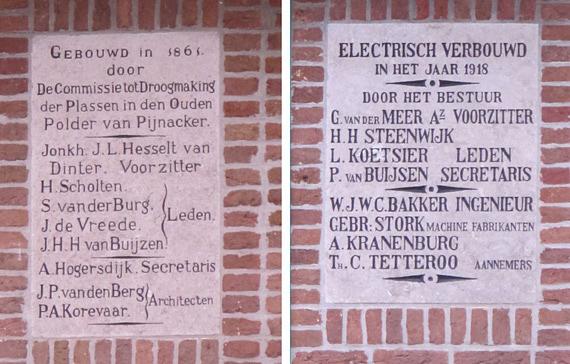 Gebouwd in 1861.
door
De Commissie tot Droogmaking
der Plassen in den Ouden
Polder van Pijnacker.
Jonkh. J.L. Hesselt van
Dinter. Voorzitter
H. Scholten.
S. van der Burg.
J. de Vreede.
J.H.H van Buijzen.
Leden.
A. Hogersdijk. Secretaris
J.P. van den Berg
P.A. Korevaar.
Architecten
ELECTRISCH VERBOUWD
IN HET JAAR 1918
DOOR HET BESTUUR
G. VAN DER MEER AZ VOORZITTER
H.H STEENWIJK
L. KOETSIER LEDEN
P. VAN BUIJSEN SECRETARIS
W.J.W.C. BAKKER INGENIEUR
GEBR: STORK MACHINE FABRIKANTEN
A. KRANENBURG
TH. C. TETTEROO AANNEMERS